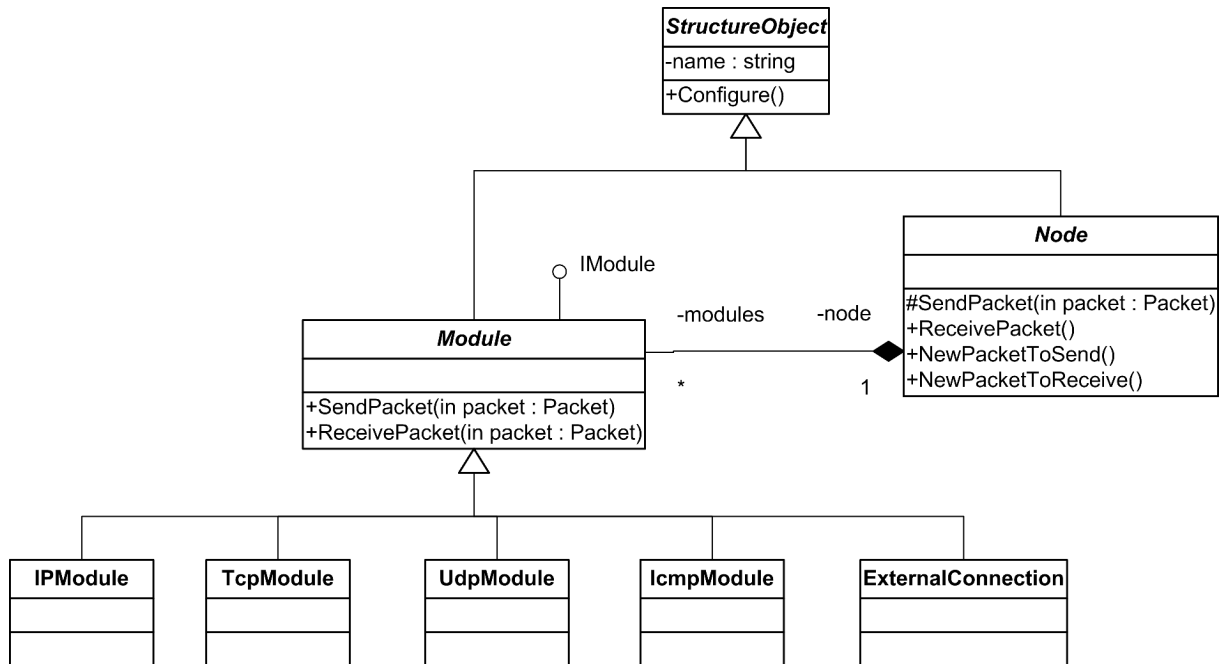 StructureObject
-name : string
+Configure()
Node
#SendPacket(in packet : Packet)
+ReceivePacket()
+NewPacketToSend()
+NewPacketToReceive()
IModule
-modules
-node
*
1
Module
+SendPacket(in packet : Packet)
+ReceivePacket(in packet : Packet)
IPModule
TcpModule
UdpModule
IcmpModule
ExternalConnection